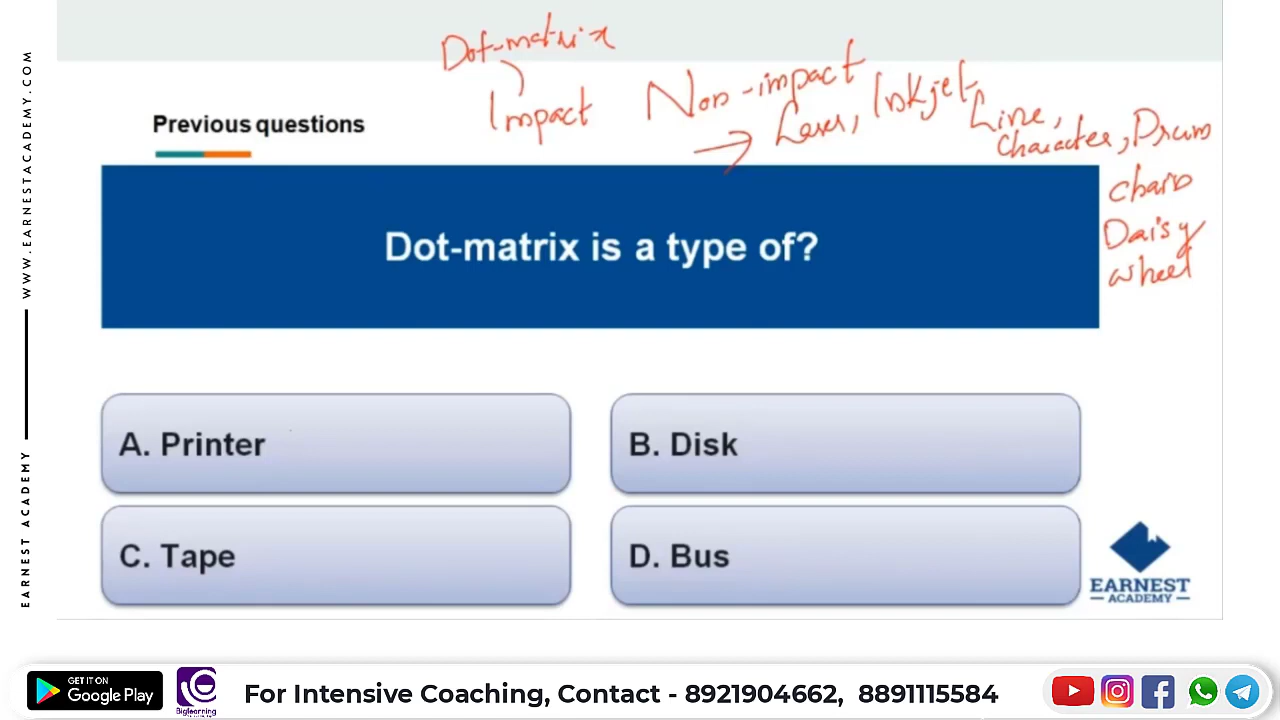 Dot-matrix
Impact
Non-impact
Laser, Inkjet
Line,
Character, Drum
chain
Daisy
wheel
Previous questions
Dot-matrix is a type of?
A. Printer
B. Disk
C. Tape
D. Bus
EARNEST
ACADEMY
EARNEST ACADEMY
WWW.EARNESTACADEMY.COM
GET IT ON
Google Play
Biglearning
For Intensive Coaching, Contact - 8921904662, 8891115584